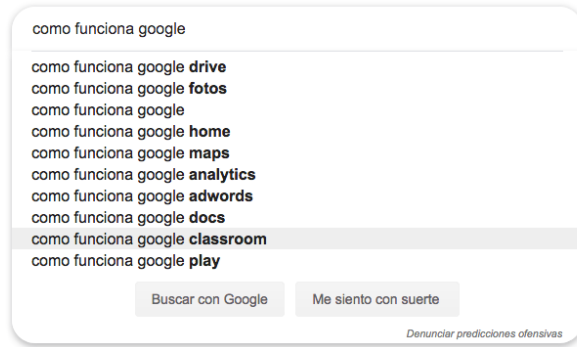 como funciona google
como funciona google drive
como funciona google fotos
como funciona google
como funciona google home
como funciona google maps
como funciona google analytics
como funciona google adwords
como funciona google docs
como funciona google classroom
como funciona google play
Buscar con Google Me siento con suerte
Denunciar predicciones ofensivas